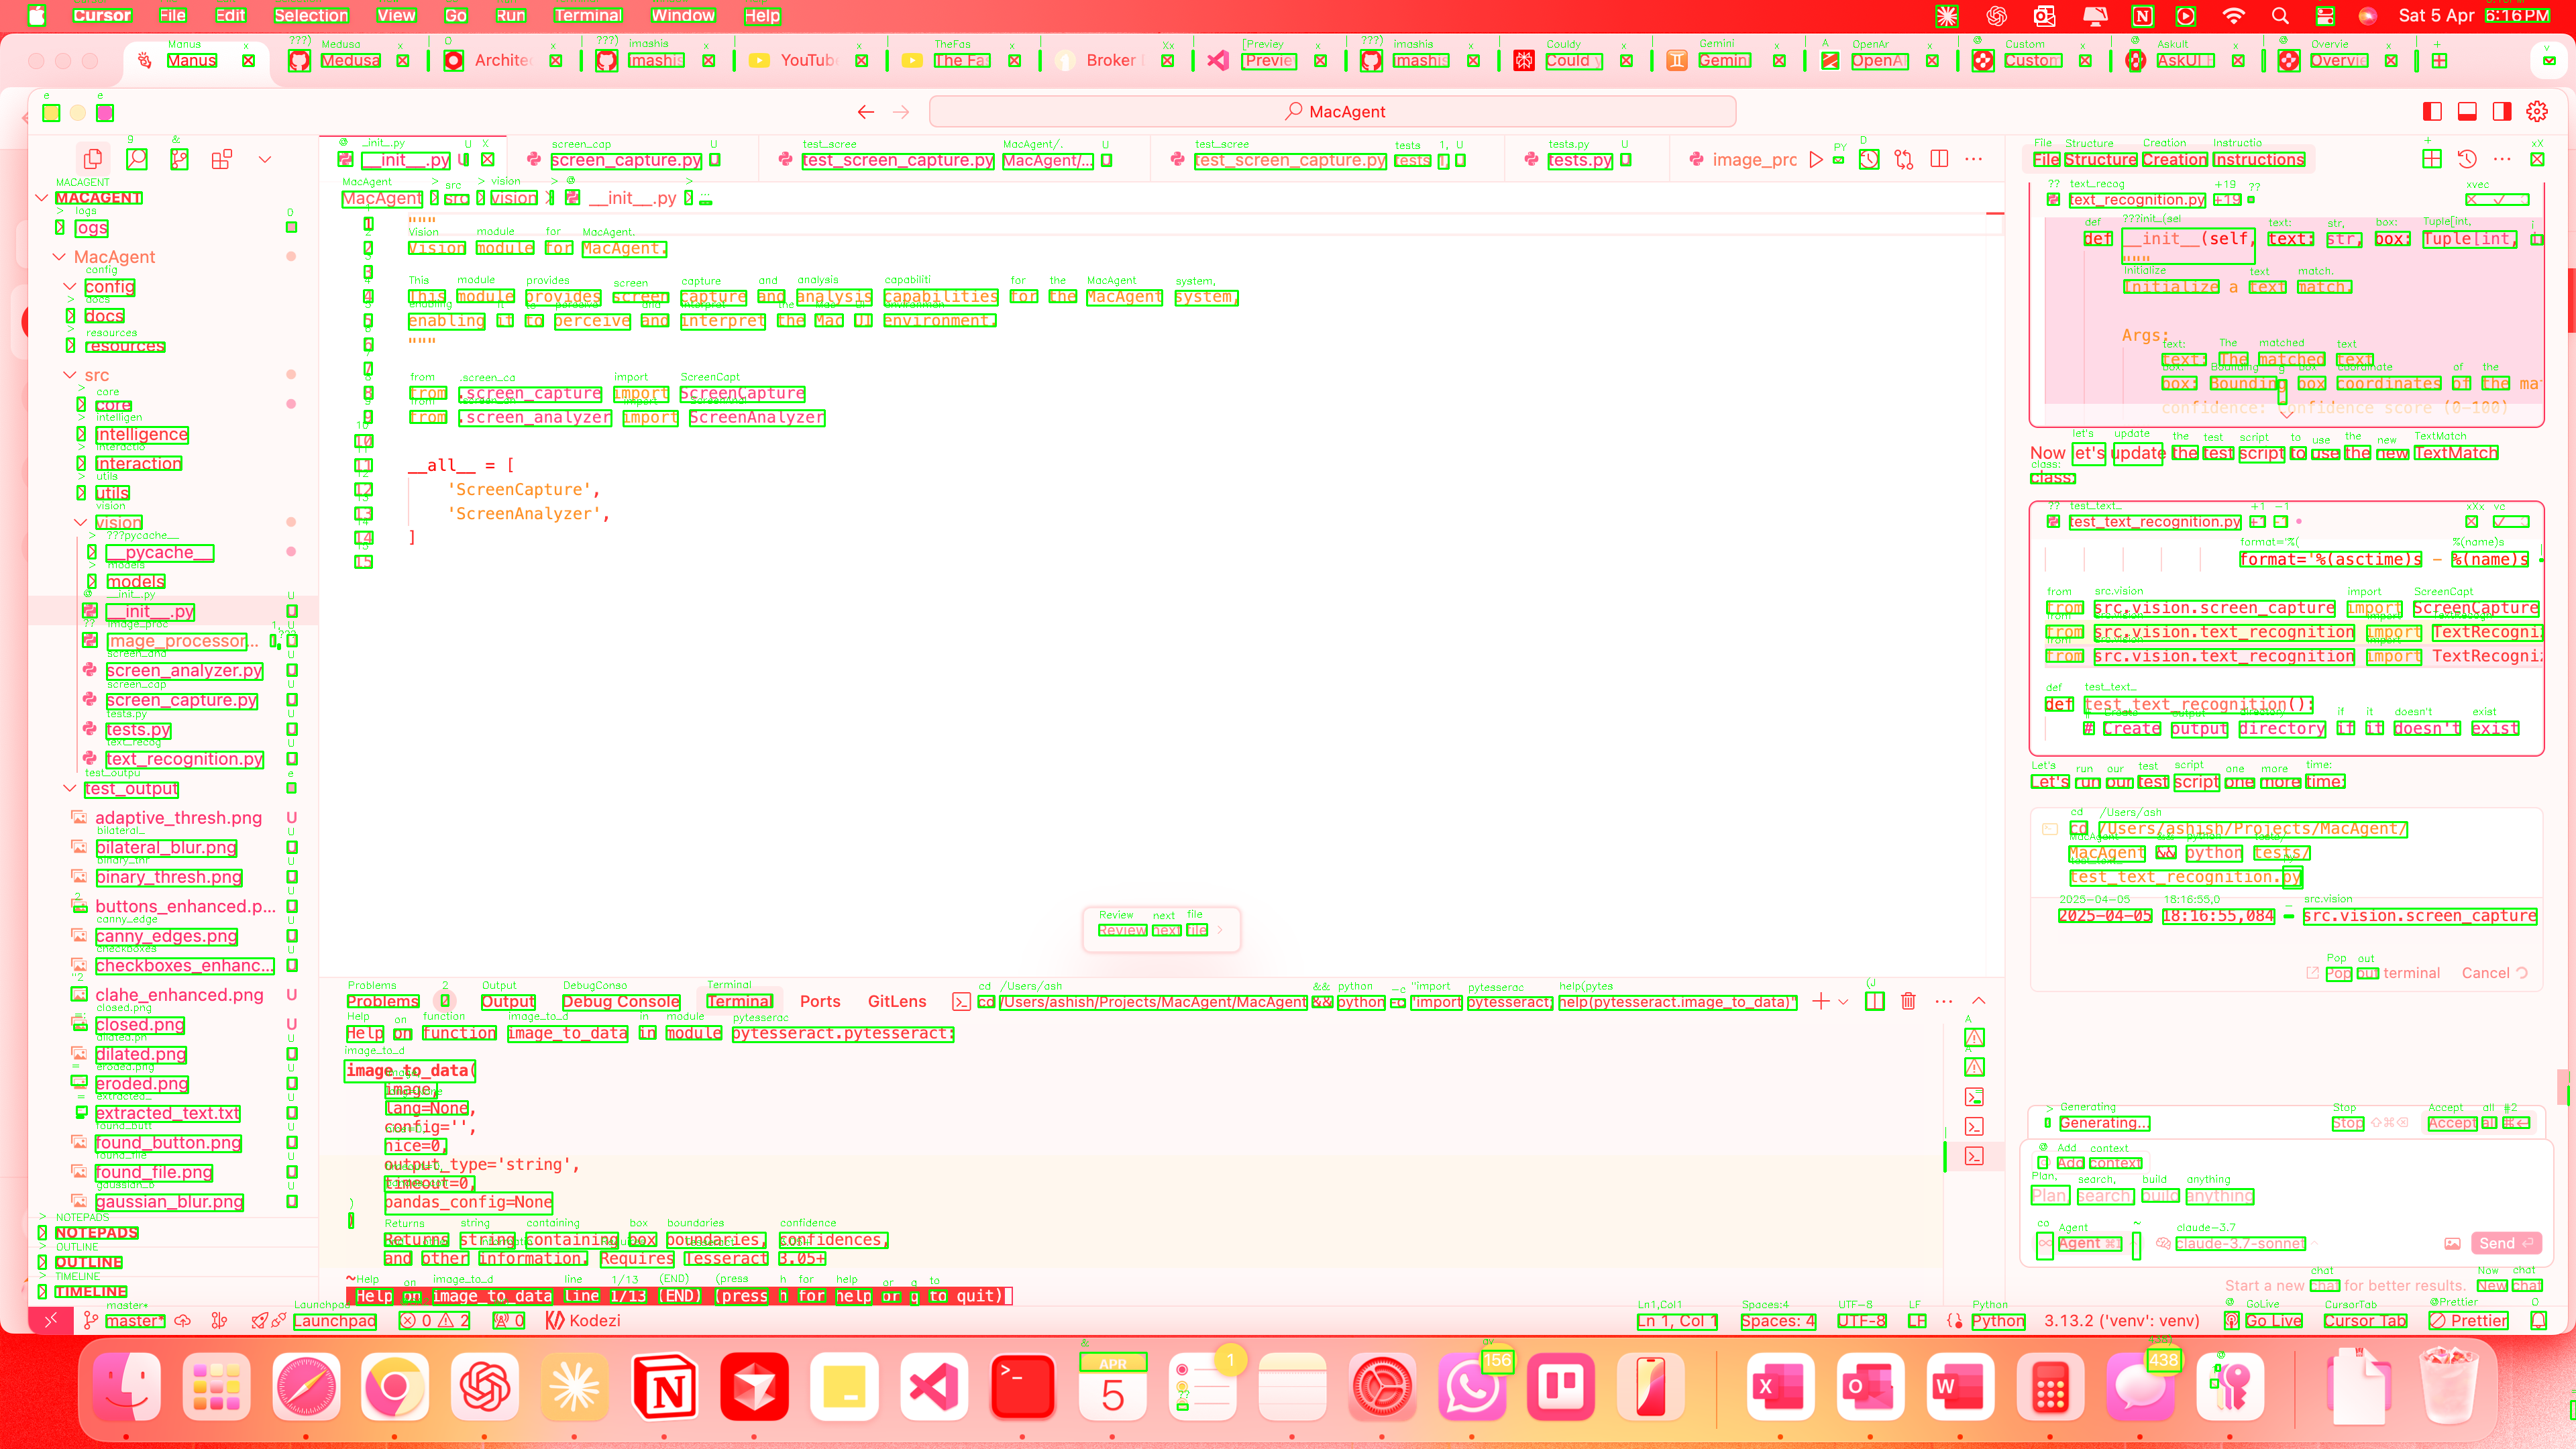 Cursor File Edit Selection View Go Run Terminal Window Help Sat 5 Apr 6:16 PM
Manus Medusa Archite imashis YouTub The Fas Broker [Previe imashis Could y Gemini OpenA Custom AskUI Overvie
MacAgent
__init__.py U screen_capture.py U test_screen_capture.py MacAgent/... U test_screen_capture.py tests 1, U tests.py U image_prc
File Structure Creation Instructions
MACAGENT
logs
MacAgent
config
docs
resources
src
core
intelligence
interaction
utils
vision
__pycache__
models
__init__.py U
image_processor... 1, U
screen_analyzer.py U
screen_capture.py U
tests.py U
text_recognition.py U
test_output
adaptive_thresh.png U
bilateral_blur.png U
binary_thresh.png U
buttons_enhanced.p... U
canny_edges.png U
checkboxes_enhanc... U
clahe_enhanced.png U
closed.png U
dilated.png U
eroded.png U
extracted_text.txt U
found_button.png U
found_file.png U
gaussian_blur.png U
NOTEPADS
OUTLINE
TIMELINE
MacAgent > src > vision > __init__.py > ...
1 """
2 Vision module for MacAgent.
3
4 This module provides screen capture and analysis capabilities for the MacAgent system,
5 enabling it to perceive and interpret the Mac UI environment.
6 """
7
8 from .screen_capture import ScreenCapture
9 from .screen_analyzer import ScreenAnalyzer
10
11 __all__ = [
12 'ScreenCapture',
13 'ScreenAnalyzer',
14 ]
15
Review next file
Problems 2 Output Debug Console Terminal Ports GitLens cd /Users/ashish/Projects/MacAgent/MacAgent && python -c "import pytesseract; help(pytesseract.image_to_data)"
Help on function image_to_data in module pytesseract.pytesseract:
image_to_data(
image,
lang=None,
config='',
nice=0,
output_type='string',
timeout=0,
pandas_config=None
)
Returns string containing box boundaries, confidences,
and other information. Requires Tesseract 3.05+
~
Help on image_to_data line 1/13 (END) (press h for help or q to quit)
text_recognition.py +19
def __init__(self, text: str, box: Tuple[int, i
"""
Initialize a text match.
Args:
text: The matched text
box: Bounding box coordinates of the ma
confidence: Confidence score (0-100)
Now let's update the test script to use the new TextMatch
class:
test_text_recognition.py +1 -1
format='%(asctime)s - %(name)s
from src.vision.screen_capture import ScreenCapture
from src.vision.text_recognition import TextRecogni
from src.vision.text_recognition import TextRecogni
def test_text_recognition():
# Create output directory if it doesn't exist
Let's run our test script one more time:
cd /Users/ashish/Projects/MacAgent/
MacAgent && python tests/
test_text_recognition.py
2025-04-05 18:16:55,084 - src.vision.screen_capture
Pop out terminal Cancel
Generating... Stop Accept all
@ Add context
Plan, search, build anything
Agent claude-3.7-sonnet Send
Start a new chat for better results. New chat
master* Launchpad 0 2 0 Kodezi Ln 1, Col 1 Spaces: 4 UTF-8 LF Python 3.13.2 ('venv': venv) Go Live Cursor Tab Prettier
APR 5 1 156 438